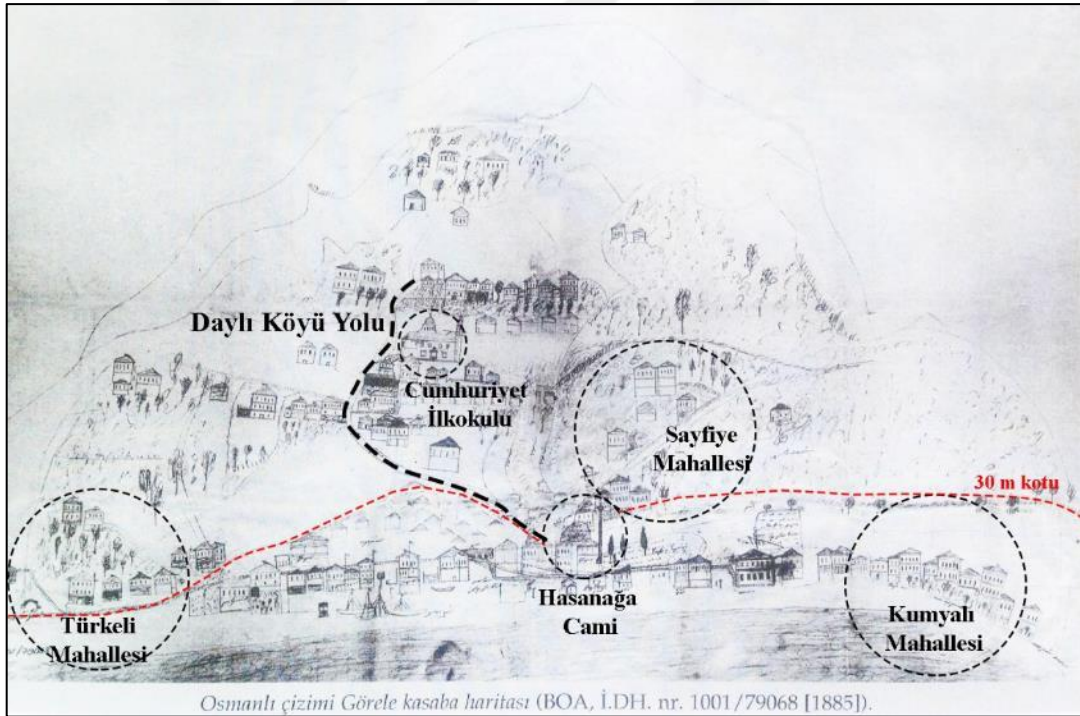 Daylı Köyü Yolu
Cumhuriyet
İlkokulu
Sayfiye
Mahallesi
30 m kotu
Türkeli
Mahallesi
Hasanağa
Cami
Kumyalı
Mahallesi
Osmanlı çizimi Görele kasaba haritası (BOA, İ.DH. nr. 1001/79068 [1885]).